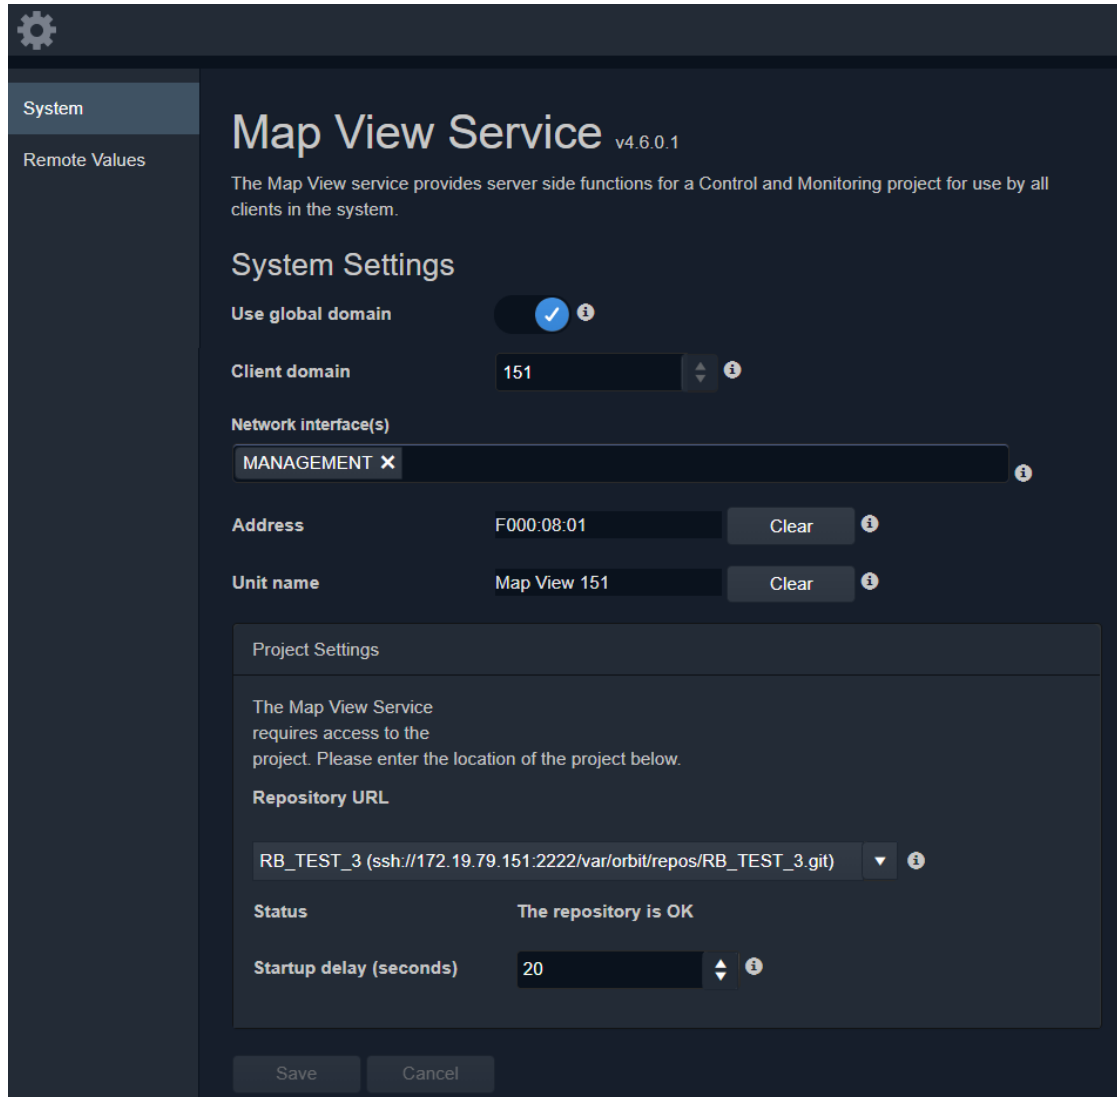 System
Remote Values
Map View Service v4.6.0.1
The Map View service provides server side functions for a Control and Monitoring project for use by all
clients in the system.
System Settings
Use global domain
Client domain 151
Network interface(s)
MANAGEMENT
Address F000:08:01 Clear
Unit name Map View 151 Clear
Project Settings
The Map View Service
requires access to the
project. Please enter the location of the project below.
Repository URL
RB_TEST_3 (ssh://172.19.79.151:2222/var/orbit/repos/RB_TEST_3.git)
Status The repository is OK
Startup delay (seconds) 20
Save Cancel